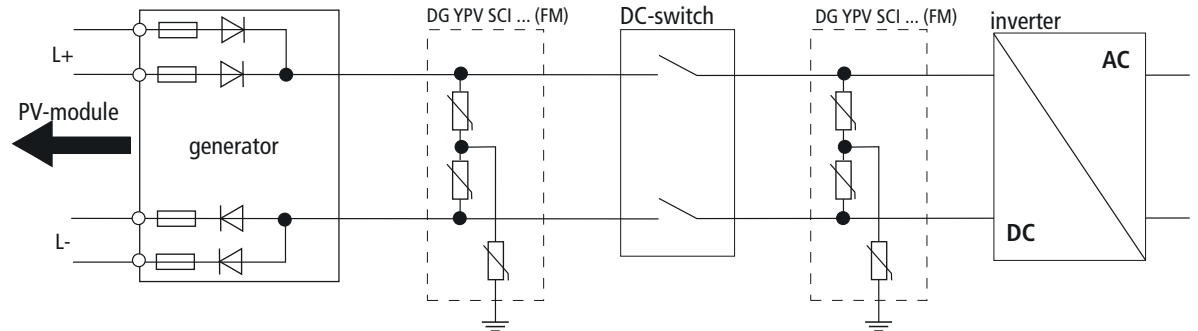 DG YPV SCI ... (FM)
DC-switch
DG YPV SCI ... (FM)
inverter
L+
AC
PV-module
generator
L-
DC